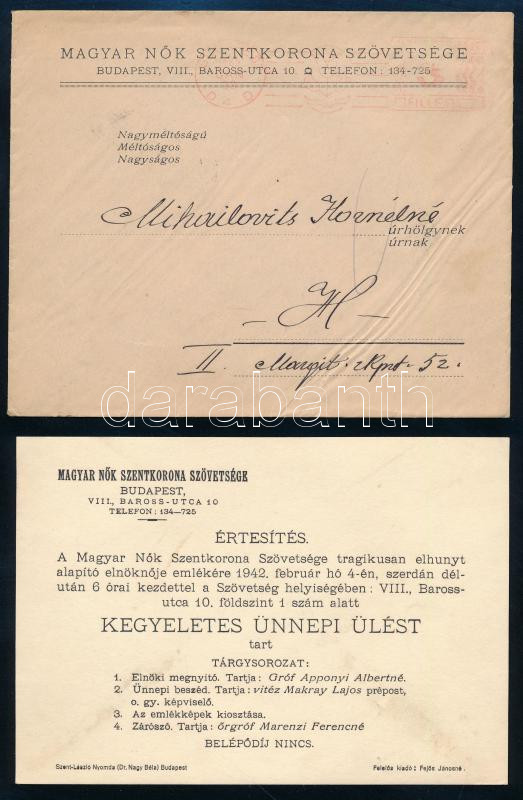 MAGYAR NŐK SZENTKORONA SZÖVETSÉGE
BUDAPEST, VIII., BAROSS-UTCA 10. TELEFON: 134-725
FILLÉR
Nagyméltóságú
Méltóságos
Nagyságos
Mihailovits Kornélné
úrhölgynek
úrnak
II. Margit. rkpt. 52.
darabanth
MAGYAR NŐK SZENTKORONA SZÖVETSÉGE
BUDAPEST,
VIII., BAROSS-UTCA 10
TELEFON: 134—725
ÉRTESÍTÉS.
A Magyar Nők Szentkorona Szövetsége tragikusan elhunyt
alapító elnöknője emlékére 1942. február hó 4-én, szerdán dél-
után 6 órai kezdettel a Szövetség helyiségében: VIII., Baross-
utca 10. földszint 1 szám alatt
KEGYELETES ÜNNEPI ÜLÉST
tart
TÁRGYSOROZAT:
1. Elnöki megnyitó. Tartja: Gróf Apponyi Albertné.
2. Ünnepi beszéd. Tartja: vitéz Makray Lajos prépost,
o. gy. képviselő.
3. Az emlékképek kiosztása.
4. Zárószó. Tartja: őrgróf Marenzi Ferencné
BELÉPŐDÍJ NINCS.
Szent-László Nyomda (Dr. Nagy Béla) Budapest
Felelős kiadó: Fejős Jánosné.